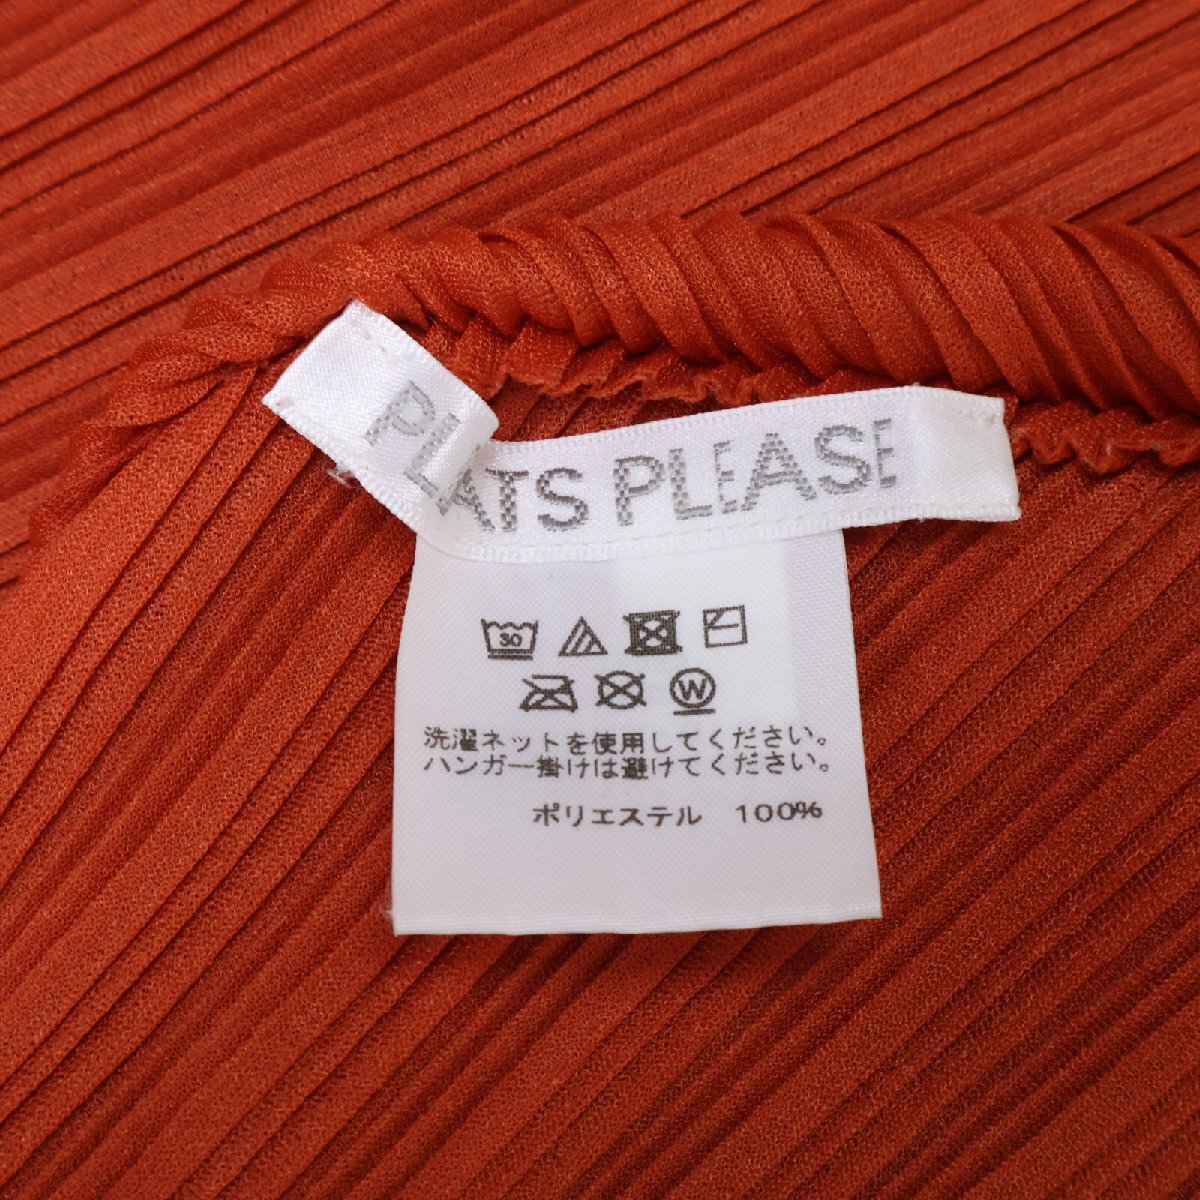 PLATS PLEASE
30
W
洗濯ネットを使用してください。
ハンガー掛けは避けてください。
ポリエステル 100%